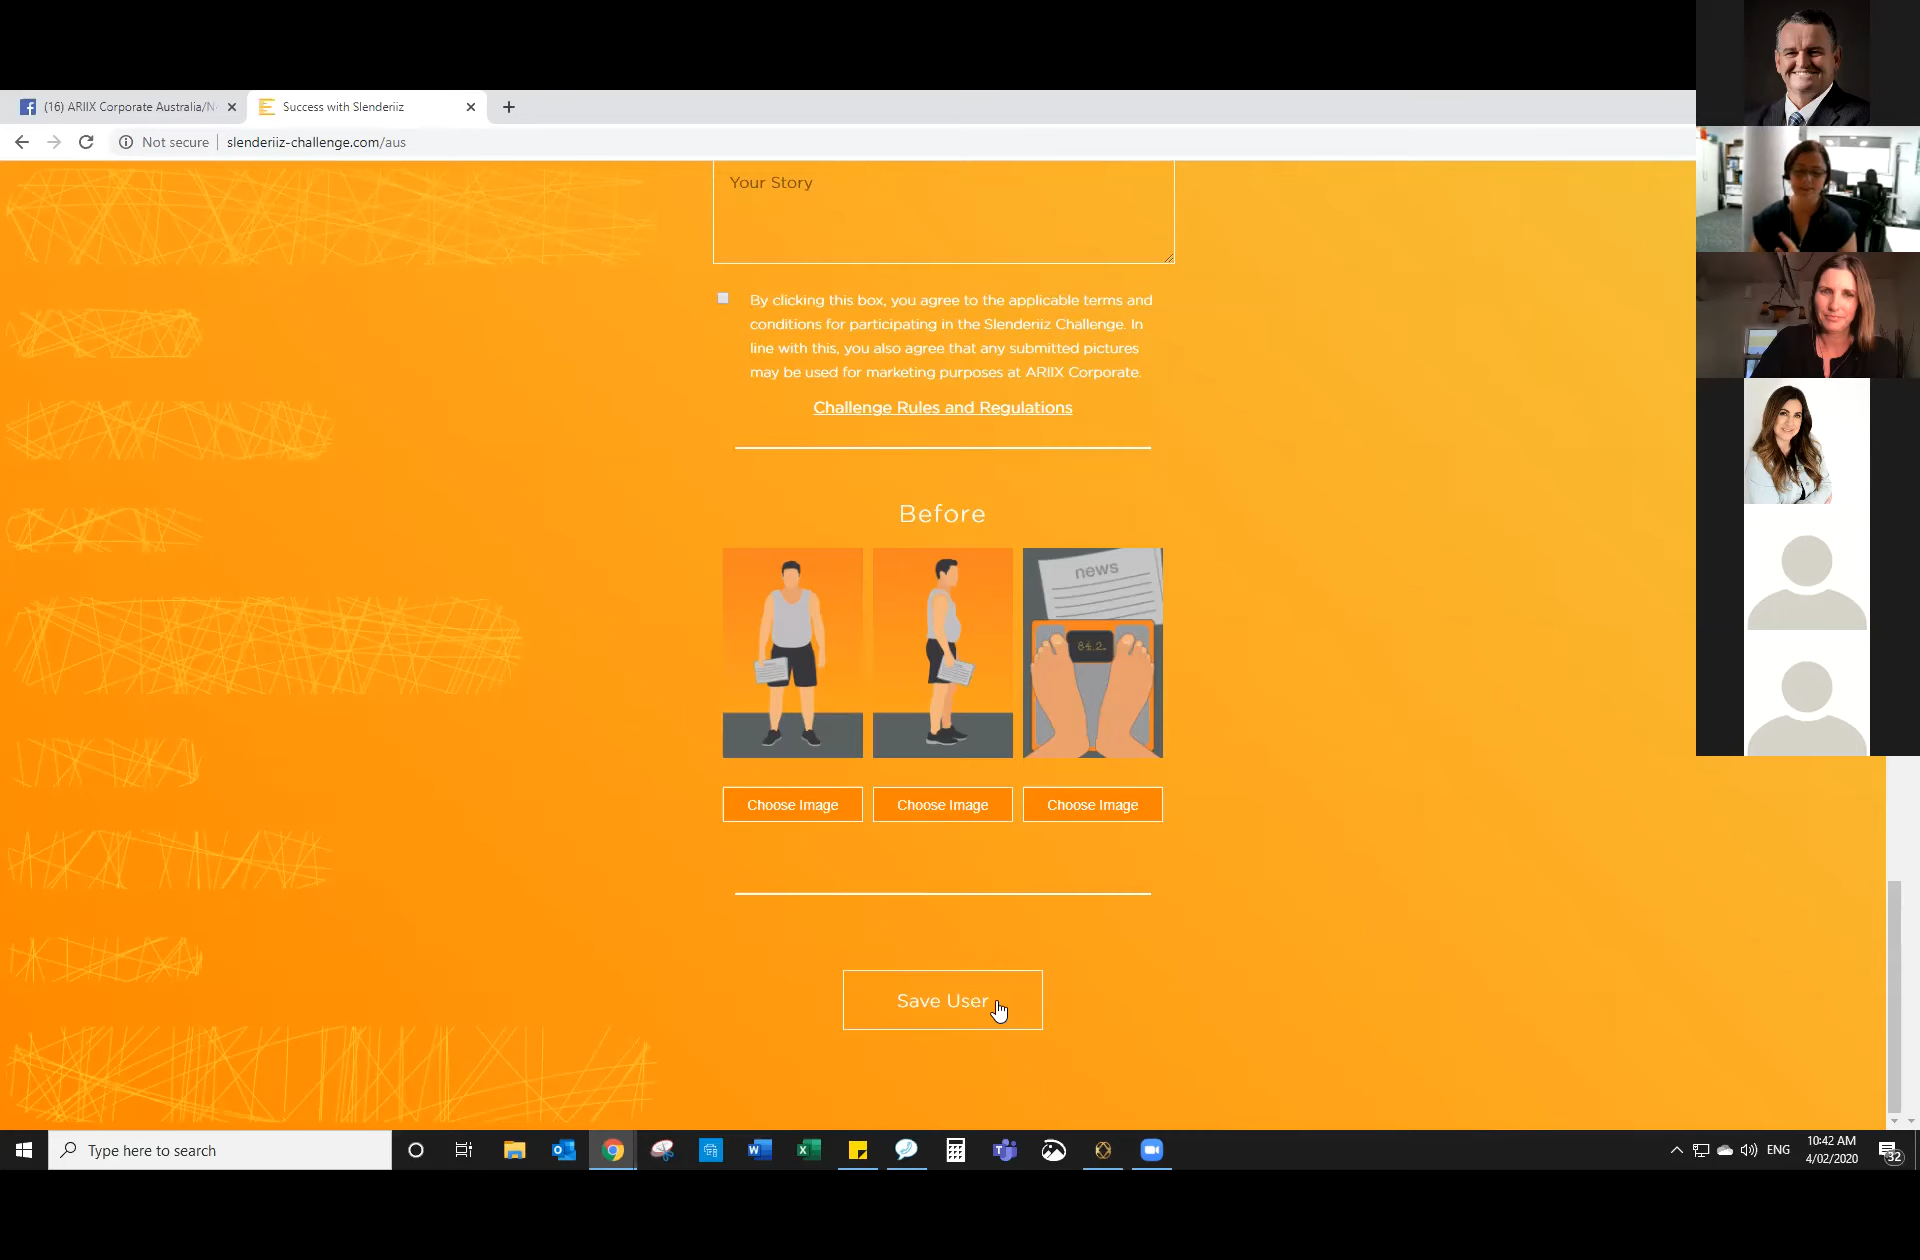 (16) ARIIX Corporate Australia/N
Success with Slenderiiz
Not secure
slenderiiz-challenge.com/aus
Your Story
By clicking this box, you agree to the applicable terms and
conditions for participating in the Slenderiiz Challenge. In
line with this, you also agree that any submitted pictures
may be used for marketing purposes at ARIIX Corporate.
Challenge Rules and Regulations
Before
news
84.2
Choose Image
Choose Image
Choose Image
Save User
Type here to search
ENG
10:42 AM
4/02/2020
32